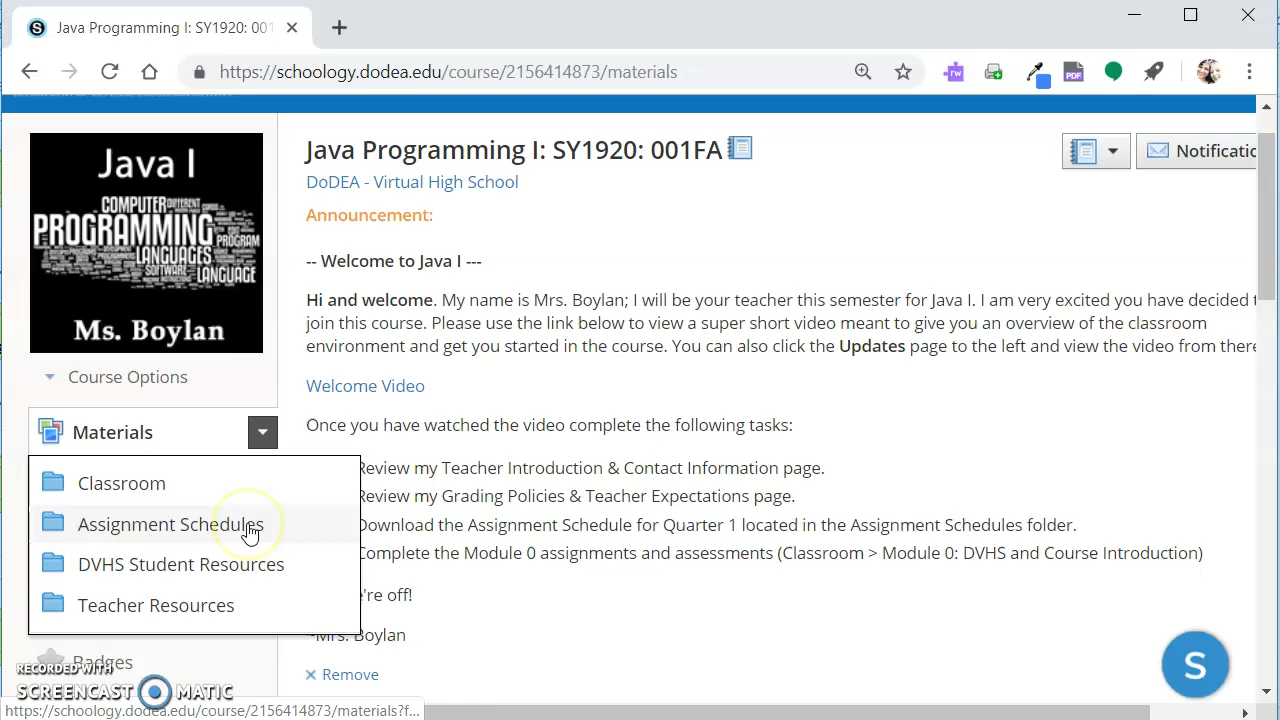 Java Programming I: SY1920: 001
https://schoology.dodea.edu/course/2156414873/materials
Java I
COMPUTER DIFFERENT
PROGRAMMING
LANGUAGES
SOFTWARE
LANGUAGE
PROGRAM
Ms. Boylan
Course Options
Materials
Classroom
Assignment Schedules
DVHS Student Resources
Teacher Resources
Badges
RECORDED WITH
SCREENCAST MATIC
https://schoology.dodea.edu/course/2156414873/materials?f...
Java Programming I: SY1920: 001FA
Notificatio
DoDEA - Virtual High School
Announcement:
-- Welcome to Java I ---
Hi and welcome. My name is Mrs. Boylan; I will be your teacher this semester for Java I. I am very excited you have decided t
join this course. Please use the link below to view a super short video meant to give you an overview of the classroom
environment and get you started in the course. You can also click the Updates page to the left and view the video from there
Welcome Video
Once you have watched the video complete the following tasks:
Review my Teacher Introduction & Contact Information page.
Review my Grading Policies & Teacher Expectations page.
Download the Assignment Schedule for Quarter 1 located in the Assignment Schedules folder.
Complete the Module 0 assignments and assessments (Classroom > Module 0: DVHS and Course Introduction)
're off!
~Mrs. Boylan
Remove
S
rw
PDF